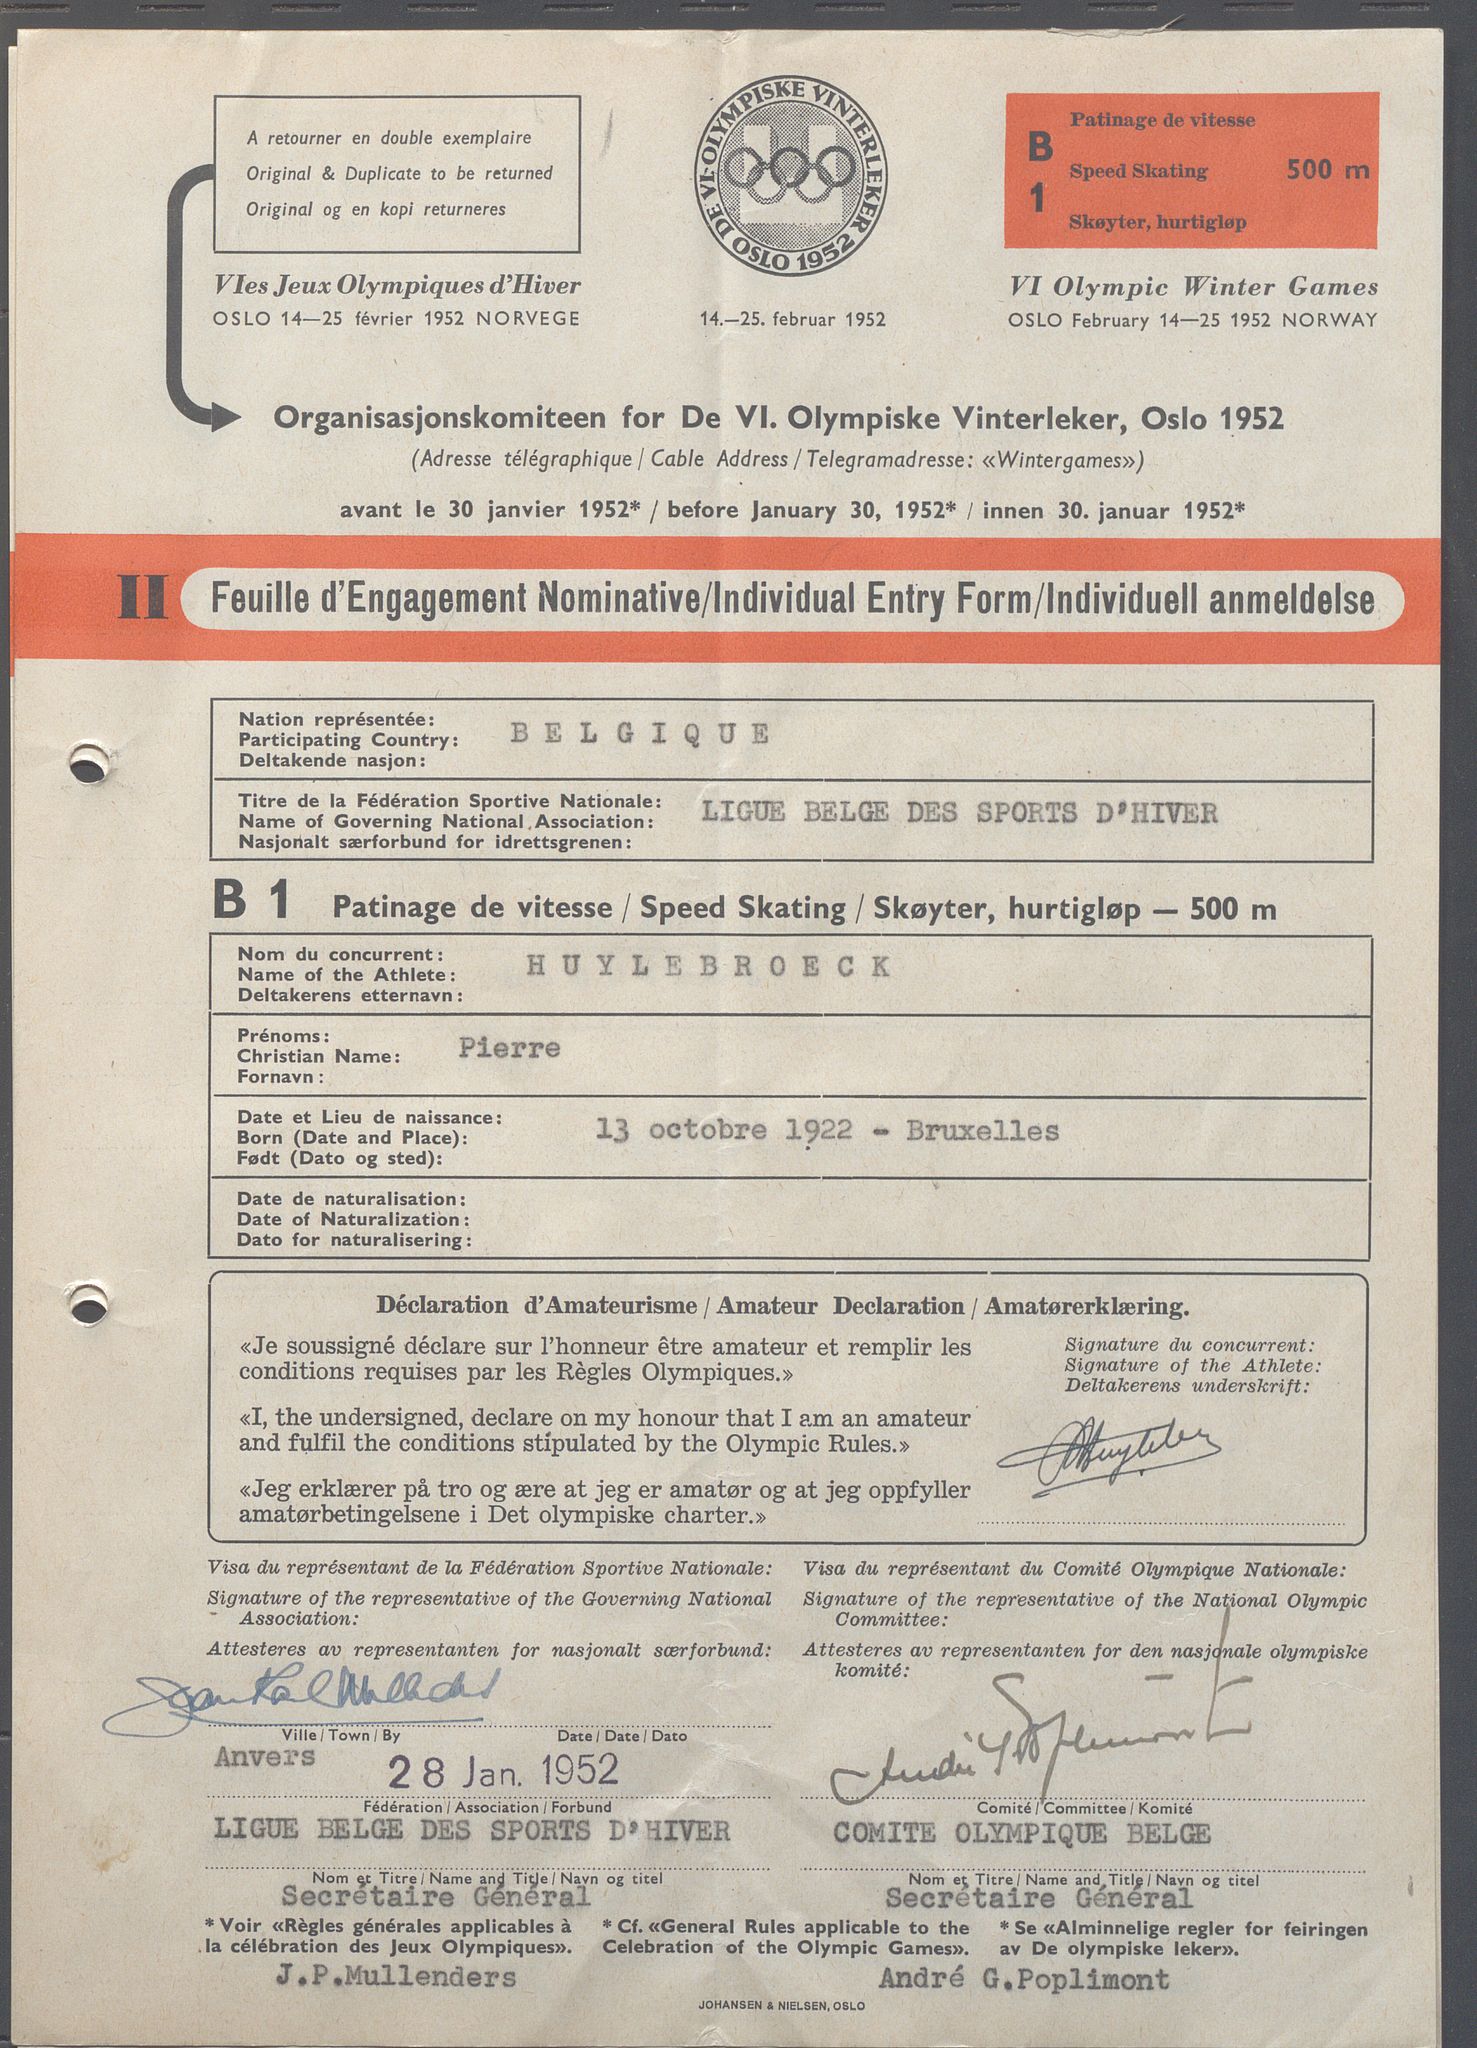 A retourner en double exemplaire
Original & Duplicate to be returned
Original og en kopi returneres
DE VI. OLYMPISKE VINTERLEKER OSLO 1952
B 1
Patinage de vitesse
Speed Skating 500 m
Skøyter, hurtigløp
VIes Jeux Olympiques d'Hiver
OSLO 14—25 février 1952 NORVEGE
14.—25. februar 1952
VI Olympic Winter Games
OSLO February 14—25 1952 NORWAY
Organisasjonskomiteen for De VI. Olympiske Vinterleker, Oslo 1952
(Adresse télégraphique / Cable Address / Telegramadresse: «Wintergames»)
avant le 30 janvier 1952* / before January 30, 1952* / innen 30. januar 1952*
II Feuille d'Engagement Nominative/Individual Entry Form/Individuell anmeldelse
Nation représentée:
Participating Country: BELGIQUE
Deltakende nasjon:
Titre de la Fédération Sportive Nationale: LIGUE BELGE DES SPORTS D'HIVER
Name of Governing National Association:
Nasjonalt særforbund for idrettsgrenen:
B 1 Patinage de vitesse / Speed Skating / Skøyter, hurtigløp — 500 m
Nom du concurrent:
Name of the Athlete: HUYLEBROECK
Deltakerens etternavn:
Prénoms:
Christian Name: Pierre
Fornavn:
Date et Lieu de naissance:
Born (Date and Place): 13 octobre 1922 - Bruxelles
Født (Dato og sted):
Date de naturalisation:
Date of Naturalization:
Dato for naturalisering:
Déclaration d'Amateurisme / Amateur Declaration / Amatørerklæring.
«Je soussigné déclare sur l'honneur être amateur et remplir les
conditions requises par les Règles Olympiques.»
«I, the undersigned, declare on my honour that I am an amateur
and fulfil the conditions stipulated by the Olympic Rules.»
«Jeg erklærer på tro og ære at jeg er amatør og at jeg oppfyller
amatørbetingelsene i Det olympiske charter.»
Signature du concurrent:
Signature of the Athlete:
Deltakerens underskrift:
Visa du représentant de la Fédération Sportive Nationale:
Signature of the representative of the Governing National
Association:
Attesteres av representanten for nasjonalt særforbund:
Ville / Town / By Date / Date / Dato
Anvers 28 Jan. 1952
Fédération / Association / Forbund
LIGUE BELGE DES SPORTS D'HIVER
Nom et Titre / Name and Title / Navn og titel
Secrétaire Général
Visa du représentant du Comité Olympique Nationale:
Signature of the representative of the National Olympic
Committee:
Attesteres av representanten for den nasjonale olympiske
komité:
André G. Poplimont
Comité / Committee / Komité
COMITE OLYMPIQUE BELGE
Nom et Titre / Name and Title / Navn og titel
Secrétaire Général
* Voir «Règles générales applicables à
la célébration des Jeux Olympiques».
* Cf. «General Rules applicable to the
Celebration of the Olympic Games».
* Se «Alminnelige regler for feiringen
av De olympiske leker».
J.P.Mullenders
André G.Poplimont
JOHANSEN & NIELSEN, OSLO